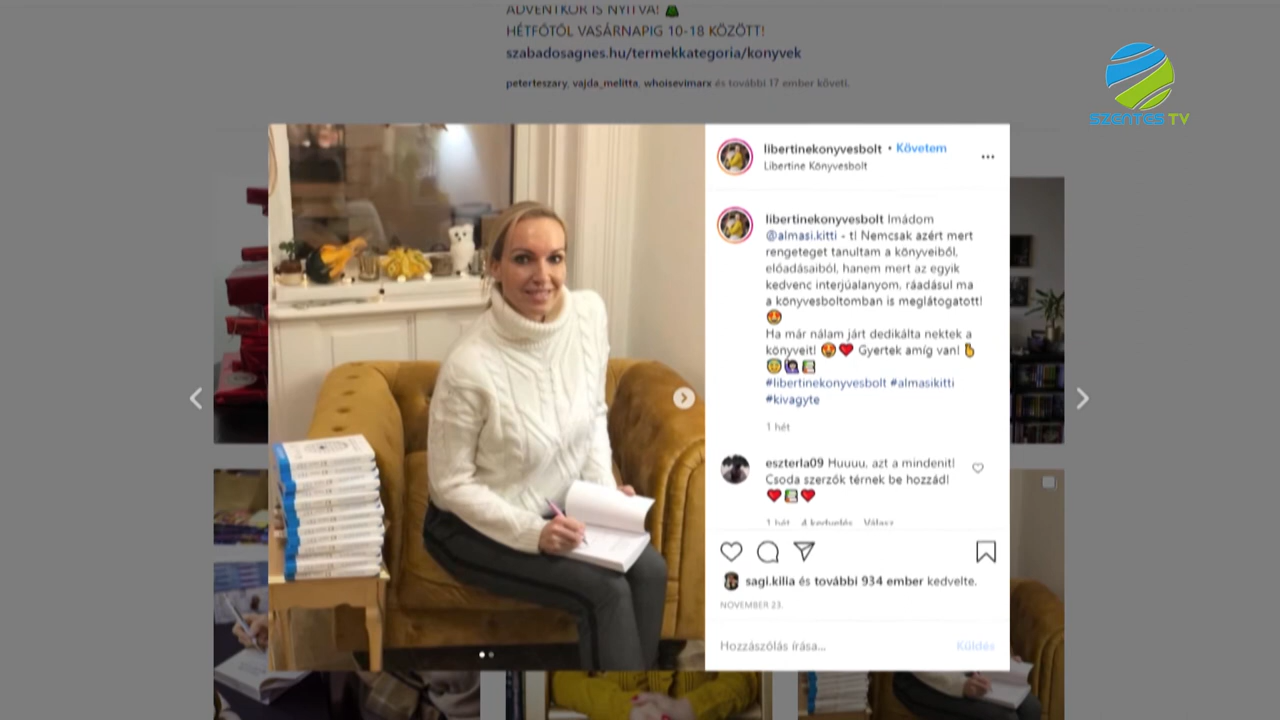 ADVENTKOR IS NYITVA! 🎄
HÉTFŐTŐL VASÁRNAPIG 10-18 KÖZÖTT!
szabadosagnes.hu/termekkategoria/konyvek
peterteszary, vajda_melitta, whoisevimarx és további 17 ember követi.
SZENTES TV
libertinekonyvesbolt • Követem
Libertine Könyvesbolt
libertinekonyvesbolt Imádom
@almasi.kitti - t! Nemcsak azért mert
rengeteget tanultam a könyveiből,
előadásaiból, hanem mert az egyik
kedvenc interjúalanyom, ráadásul ma
a könyvesboltomban is meglátogatott!
🤩
Ha már nálam járt dedikálta nektek a
könyveit! 🤩❤️ Gyertek amíg van!
#libertinekonyvesbolt #almasikitti
#kivagyte
1 hét
eszterla09 Huuuu, azt a mindenit!
Csoda szerzők térnek be hozzád!
1 hét 4 kedvelés Válasz
sagi.kilia és további 934 ember kedvelte.
NOVEMBER 23.
Hozzászólás írása...
Küldés